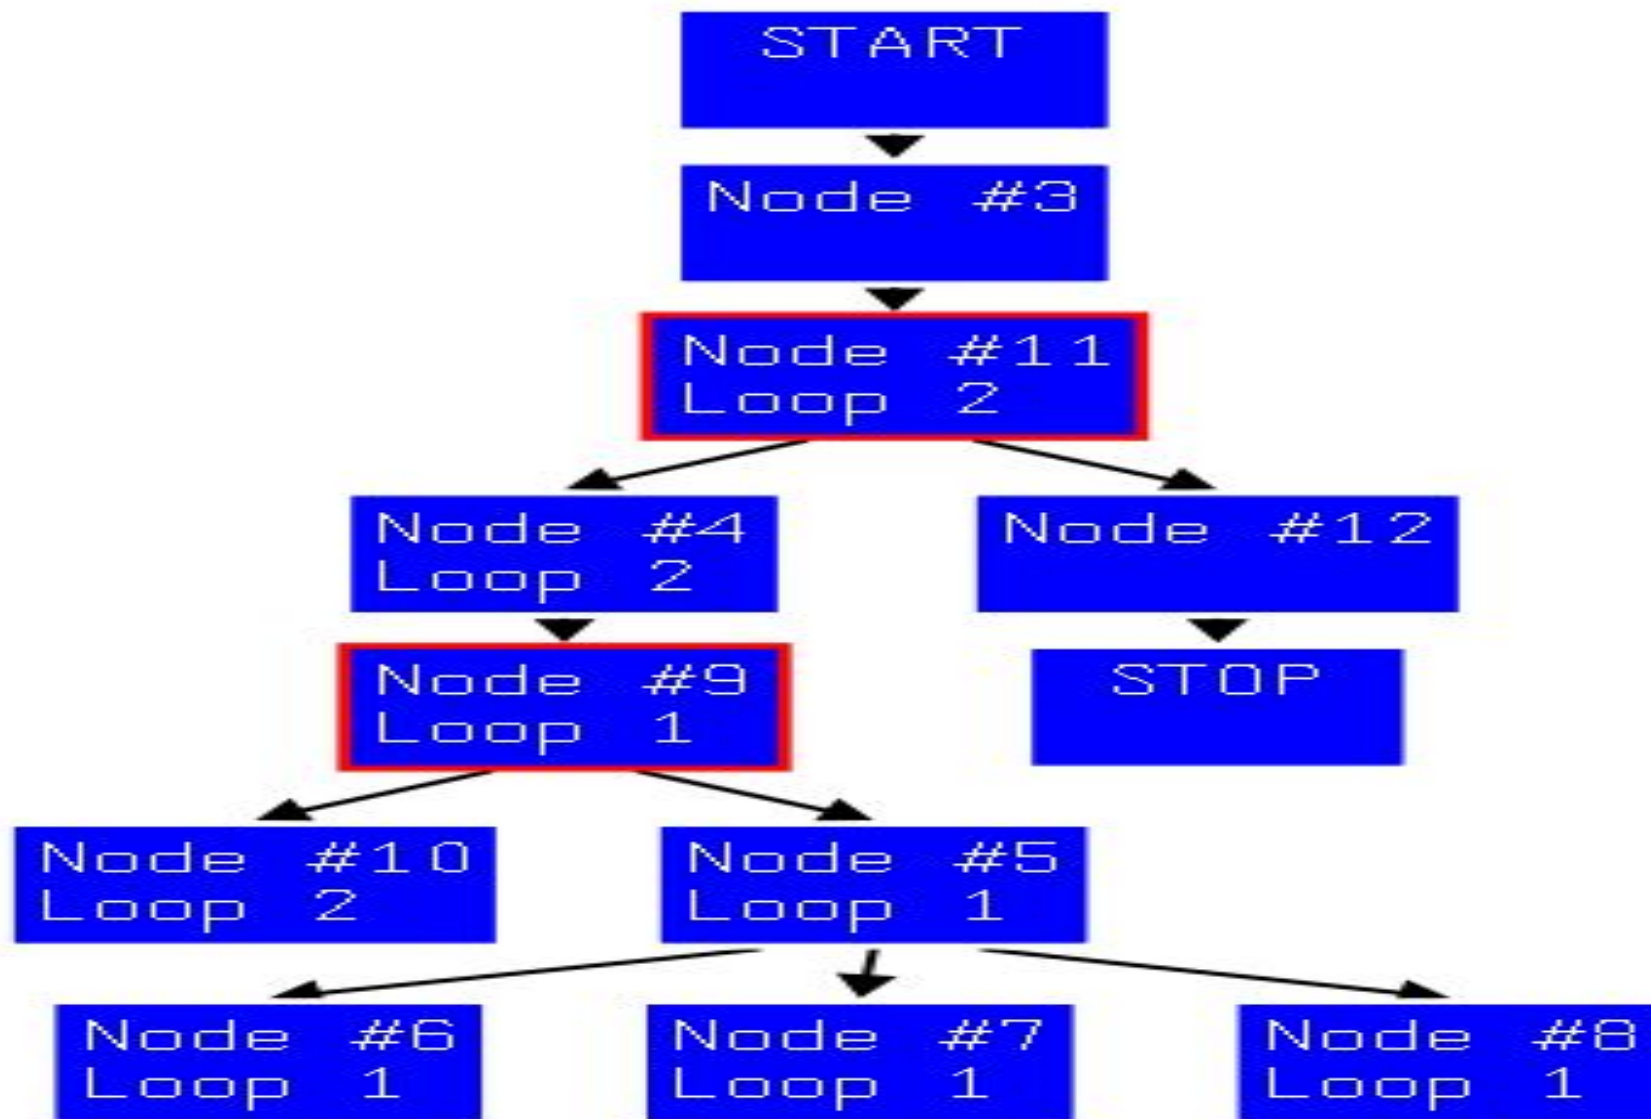 START
Node #3
Node #11
Loop 2
Node #4
Loop 2
Node #12
Node #9
Loop 1
STOP
Node #10
Loop 2
Node #5
Loop 1
Node #6
Loop 1
Node #7
Loop 1
Node #8
Loop 1